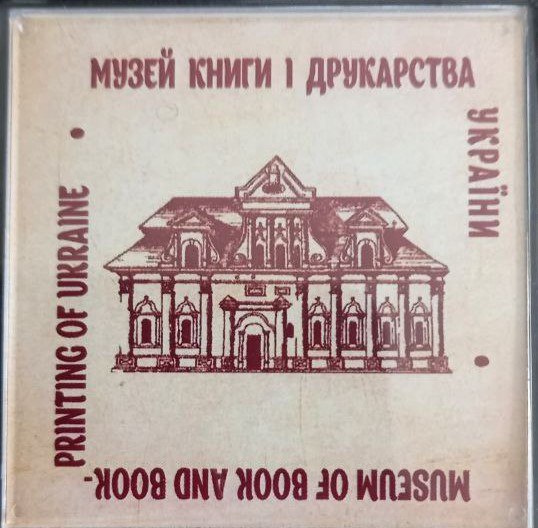 МУЗЕЙ КНИГИ І ДРУКАРСТВА
УКРАЇНИ
MUSEUM OF BOOK AND BOOK-
PRINTING OF UKRAINE